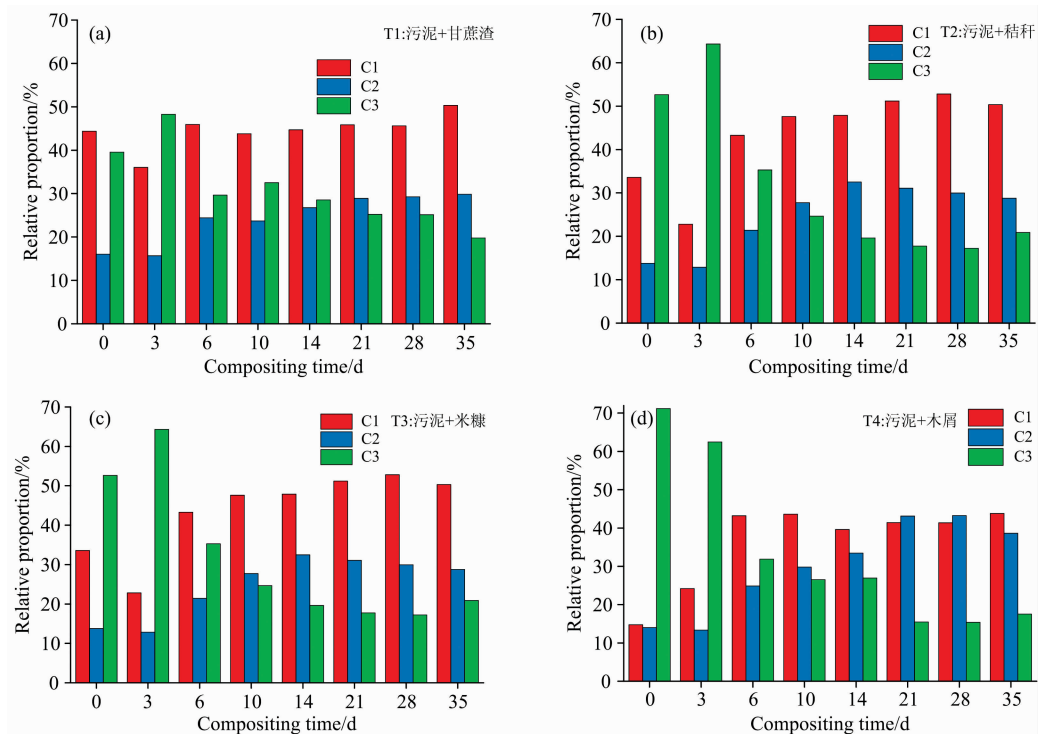 (a)
T1:污泥+甘蔗渣
C1
C2
C3
Relative proportion/%
70
60
50
40
30
20
10
0
0 3 6 10 14 21 28 35
Compositing time/d
(b)
T2:污泥+秸秆
C1
C2
C3
Relative proportion/%
70
60
50
40
30
20
10
0
0 3 6 10 14 21 28 35
Compositing time/d
(c)
T3:污泥+米糠
C1
C2
C3
Relative proportion/%
70
60
50
40
30
20
10
0
0 3 6 10 14 21 28 35
Compositing time/d
(d)
T4:污泥+木屑
C1
C2
C3
Relative proportion/%
70
60
50
40
30
20
10
0
0 3 6 10 14 21 28 35
Compositing time/d